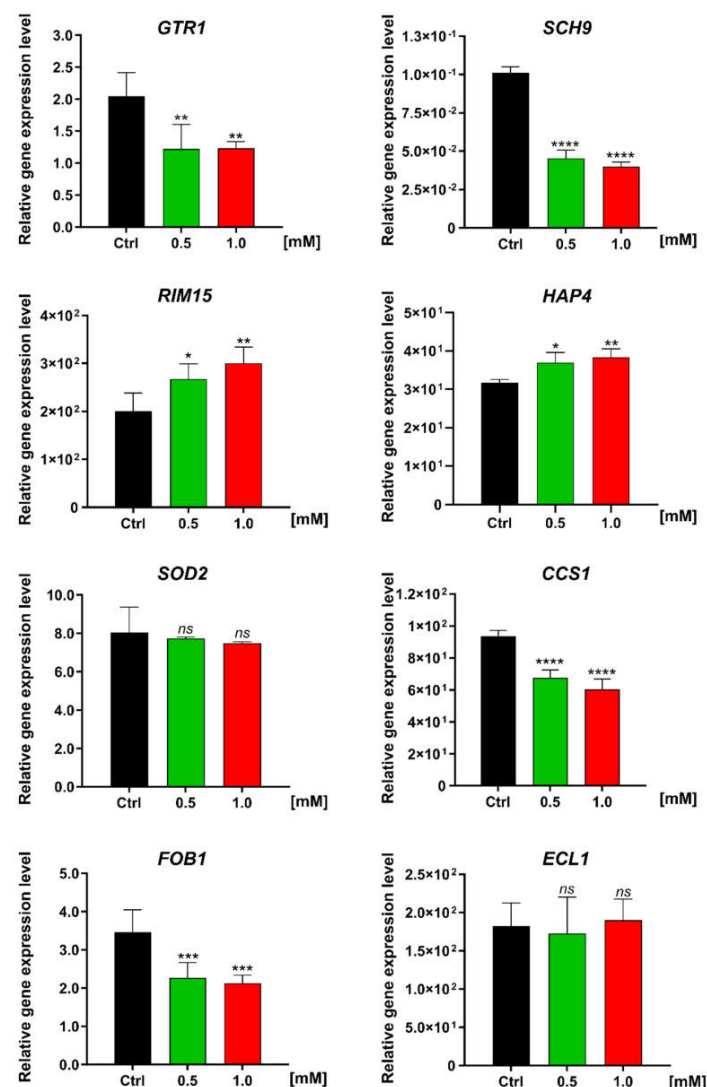 GTR1
Relative gene expression level
3.0
2.5
2.0
1.5
1.0
0.5
0.0
**
**
Ctrl 0.5 1.0 [mM]
SCH9
Relative gene expression level
1.3×10⁻¹
1.0×10⁻¹
7.5×10⁻²
5.0×10⁻²
2.5×10⁻²
0
****
****
Ctrl 0.5 1.0 [mM]
RIM15
Relative gene expression level
4×10²
3×10²
2×10²
1×10²
0
*
**
Ctrl 0.5 1.0 [mM]
HAP4
Relative gene expression level
5×10¹
4×10¹
3×10¹
2×10¹
1×10¹
0
*
**
Ctrl 0.5 1.0 [mM]
SOD2
Relative gene expression level
10.0
8.0
6.0
4.0
2.0
0.0
ns
ns
Ctrl 0.5 1.0 [mM]
CCS1
Relative gene expression level
1.2×10²
1×10²
8×10¹
6×10¹
4×10¹
2×10¹
0
****
****
Ctrl 0.5 1.0 [mM]
FOB1
Relative gene expression level
5.0
4.0
3.0
2.0
1.0
0.0
***
***
Ctrl 0.5 1.0 [mM]
ECL1
Relative gene expression level
2.5×10²
2.0×10²
1.5×10²
1.0×10²
5.0×10¹
0
ns
ns
Ctrl 0.5 1.0 [mM]